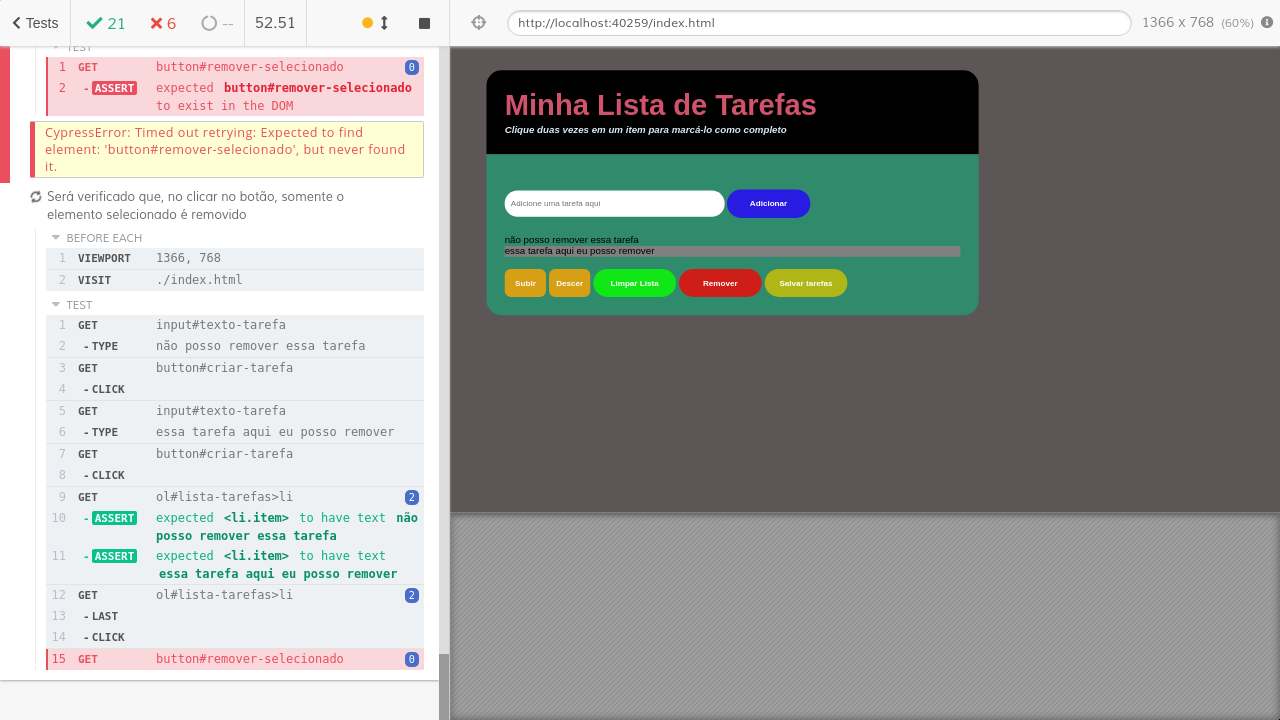 Tests
21
6
--
52.51
http://localhost:40259/index.html
1366 x 768 (60%)
TEST
1 GET button#remover-selecionado 0
2 -ASSERT expected button#remover-selecionado
to exist in the DOM
CypressError: Timed out retrying: Expected to find
element: 'button#remover-selecionado', but never found
it.
Será verificado que, no clicar no botão, somente o
elemento selecionado é removido
BEFORE EACH
1 VIEWPORT 1366, 768
2 VISIT ./index.html
TEST
1 GET input#texto-tarefa
2 -TYPE não posso remover essa tarefa
3 GET button#criar-tarefa
4 -CLICK
5 GET input#texto-tarefa
6 -TYPE essa tarefa aqui eu posso remover
7 GET button#criar-tarefa
8 -CLICK
9 GET ol#lista-tarefas>li 2
10 -ASSERT expected <li.item> to have text não
posso remover essa tarefa
11 -ASSERT expected <li.item> to have text
essa tarefa aqui eu posso remover
12 GET ol#lista-tarefas>li 2
13 -LAST
14 -CLICK
15 GET button#remover-selecionado 0
Minha Lista de Tarefas
Clique duas vezes em um item para marcá-lo como completo
Adicione uma tarefa aqui
Adicionar
não posso remover essa tarefa
essa tarefa aqui eu posso remover
Subir
Descer
Limpar Lista
Remover
Salvar tarefas